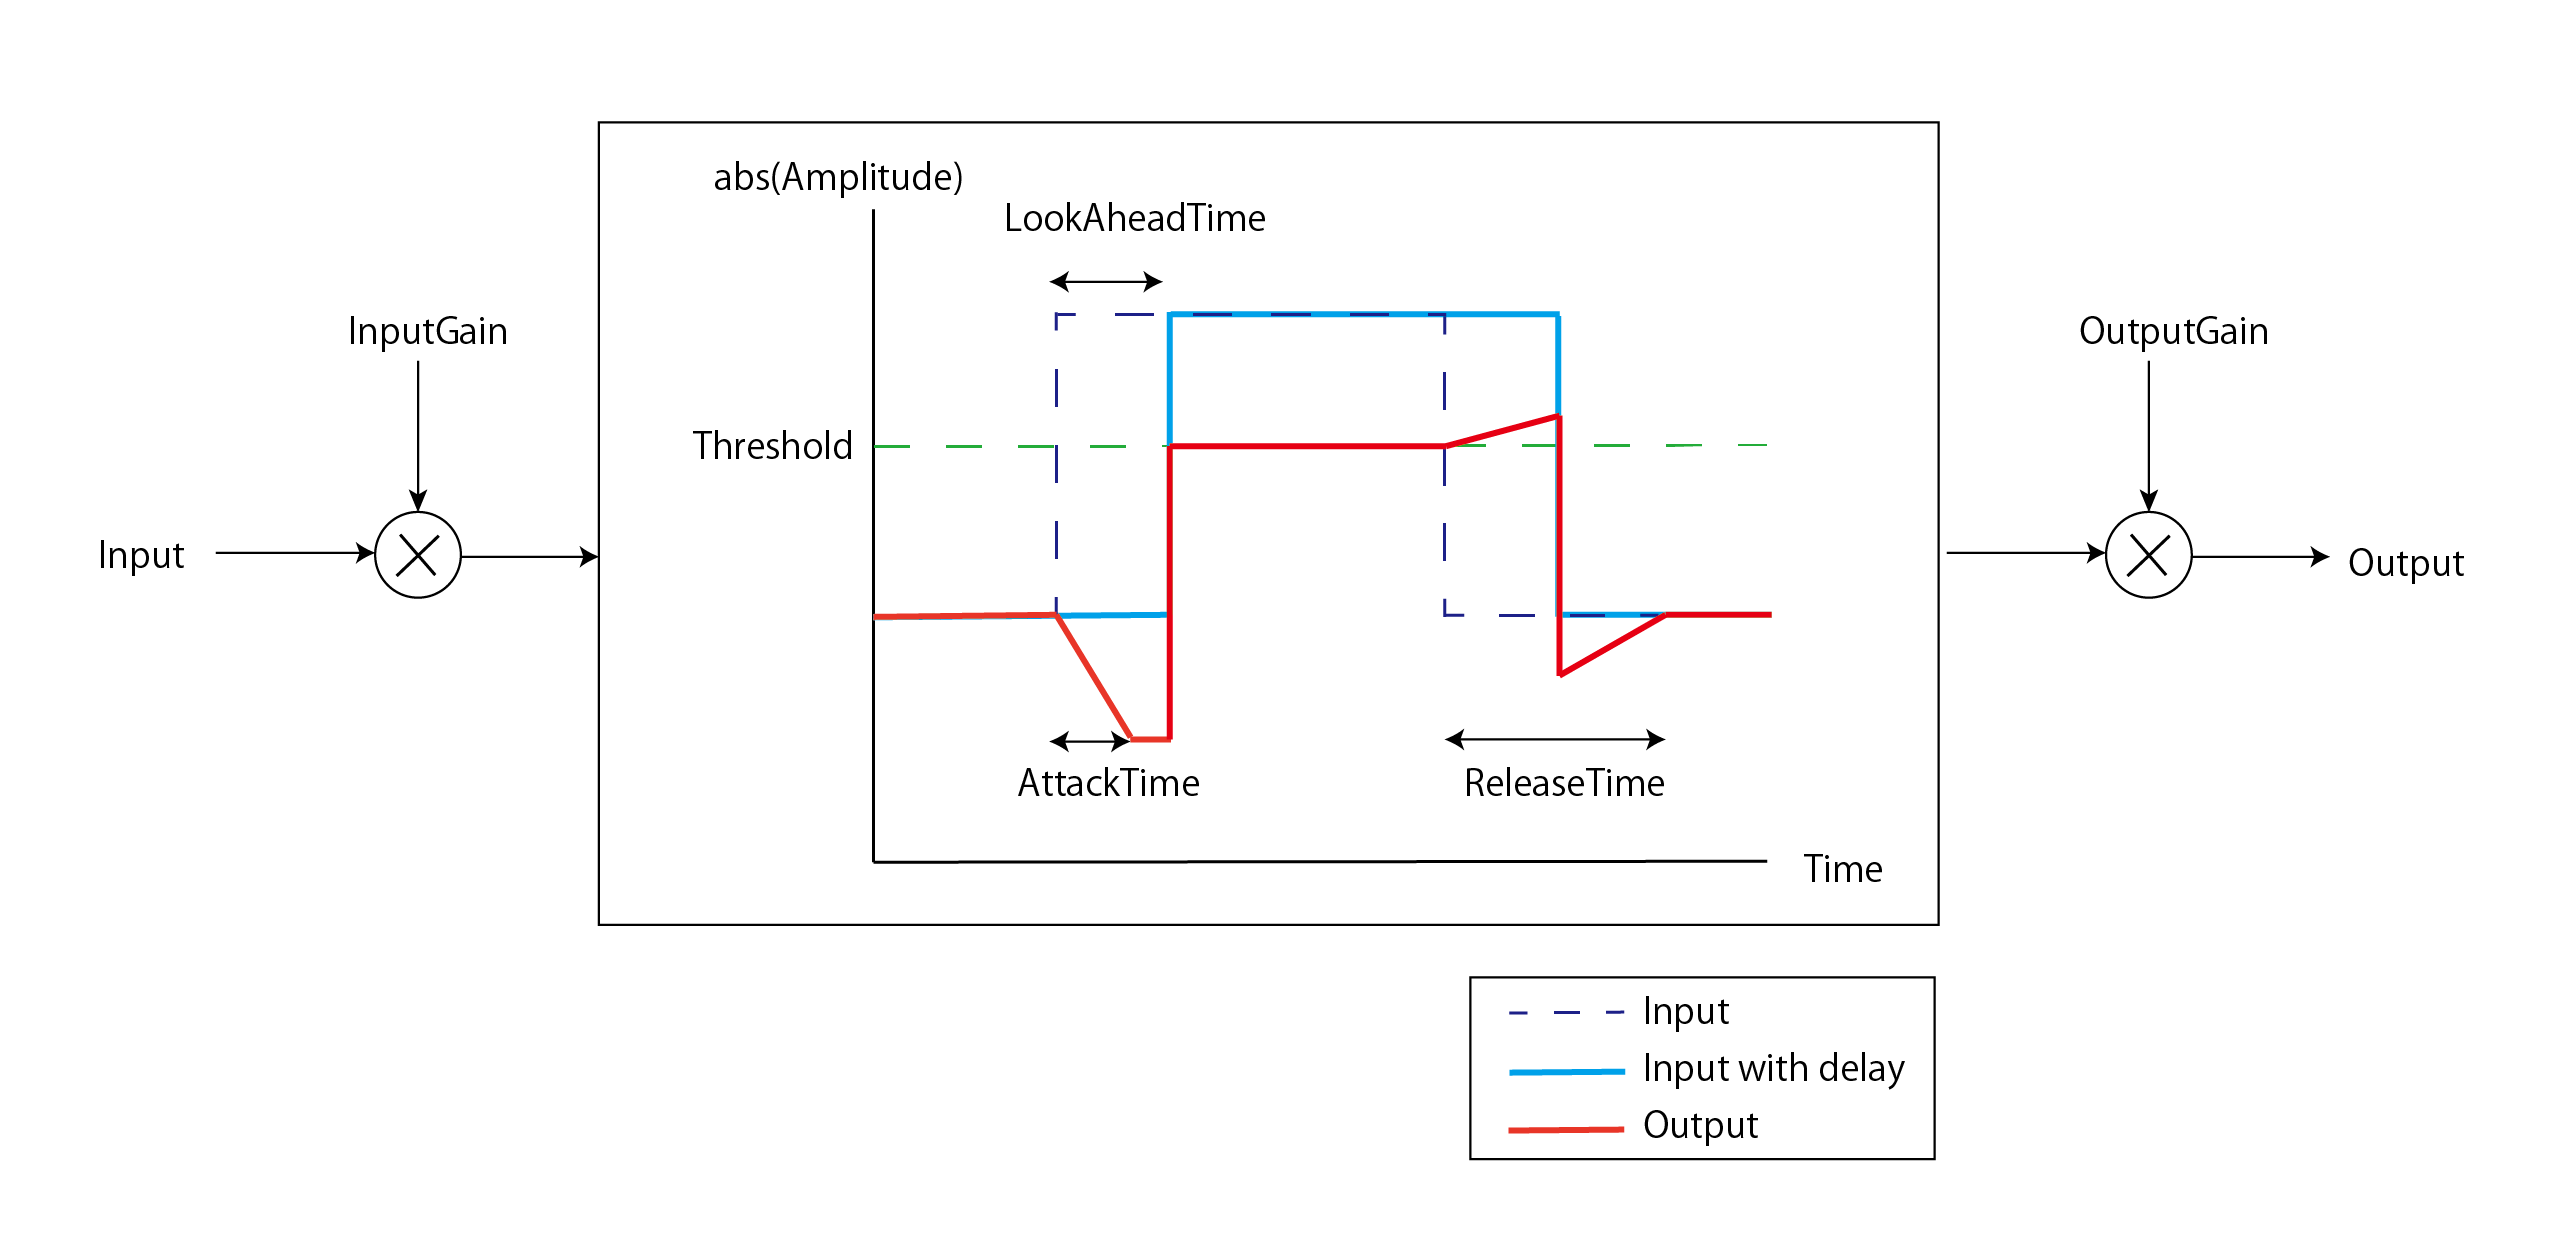 abs(Amplitude)
LookAheadTime
InputGain
OutputGain
Threshold
Input
Output
AttackTime
ReleaseTime
Time
Input
Input with delay
Output